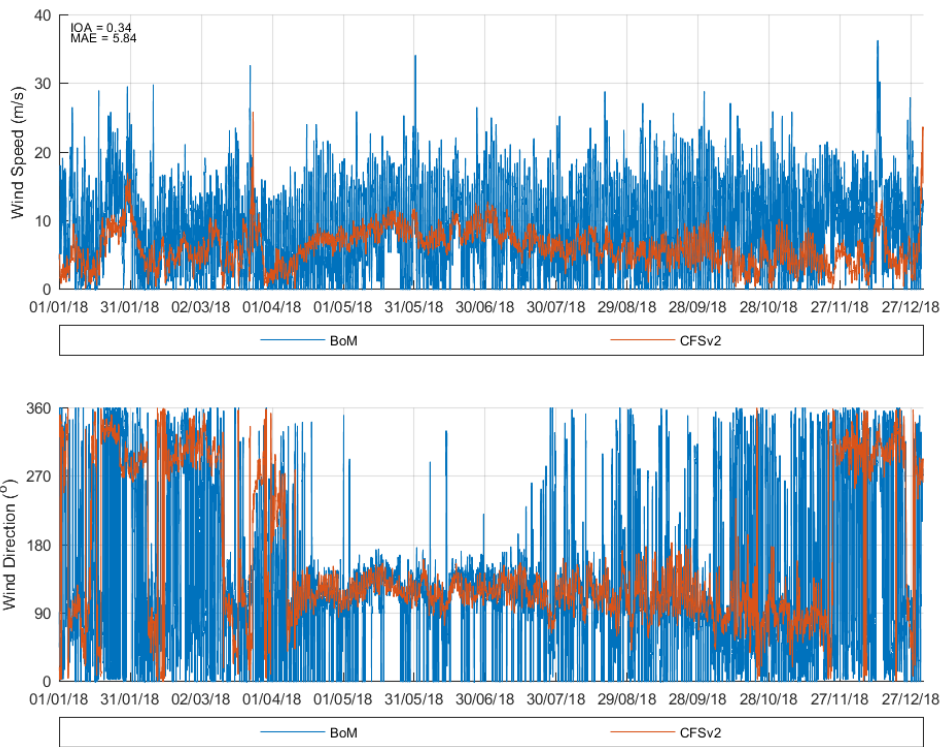 40
IOA = 0.34
MAE = 5.84
30
20
10
0
Wind Speed (m/s)
01/01/18 31/01/18 02/03/18 01/04/18 01/05/18 31/05/18 30/06/18 30/07/18 29/08/18 28/09/18 28/10/18 27/11/18 27/12/18
BoM CFSv2
360
270
180
90
0
Wind Direction (°)
01/01/18 31/01/18 02/03/18 01/04/18 01/05/18 31/05/18 30/06/18 30/07/18 29/08/18 28/09/18 28/10/18 27/11/18 27/12/18
BoM CFSv2